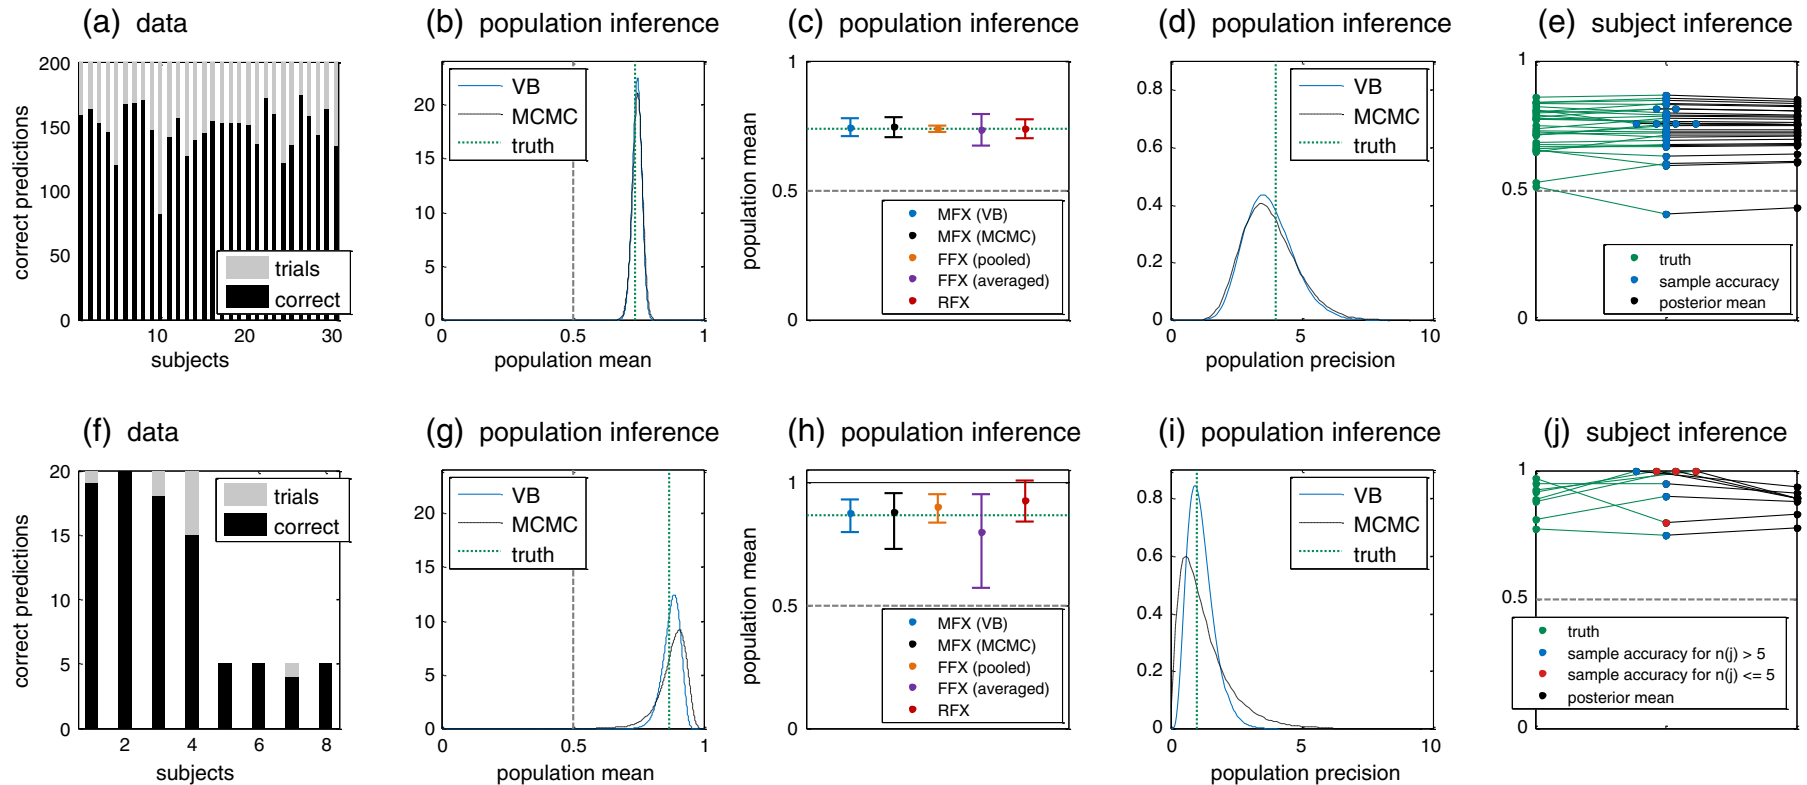 (a) data
200
150
100
50
0
correct predictions
trials
correct
10
20
30
subjects
(b) population inference
VB
MCMC
truth
20
15
10
5
0
0
0.5
1
population mean
(c) population inference
1
0.5
0
population mean
MFX (VB)
MFX (MCMC)
FFX (pooled)
FFX (averaged)
RFX
(d) population inference
VB
MCMC
truth
0.8
0.6
0.4
0.2
0
0
5
10
population precision
(e) subject inference
1
0.5
0
truth
sample accuracy
posterior mean
(f) data
20
15
10
5
0
correct predictions
trials
correct
2
4
6
8
subjects
(g) population inference
VB
MCMC
truth
20
15
10
5
0
0
0.5
1
population mean
(h) population inference
1
0.5
0
population mean
MFX (VB)
MFX (MCMC)
FFX (pooled)
FFX (averaged)
RFX
(i) population inference
VB
MCMC
truth
0.8
0.6
0.4
0.2
0
0
5
10
population precision
(j) subject inference
1
0.5
0
truth
sample accuracy for n(j) > 5
sample accuracy for n(j) <= 5
posterior mean